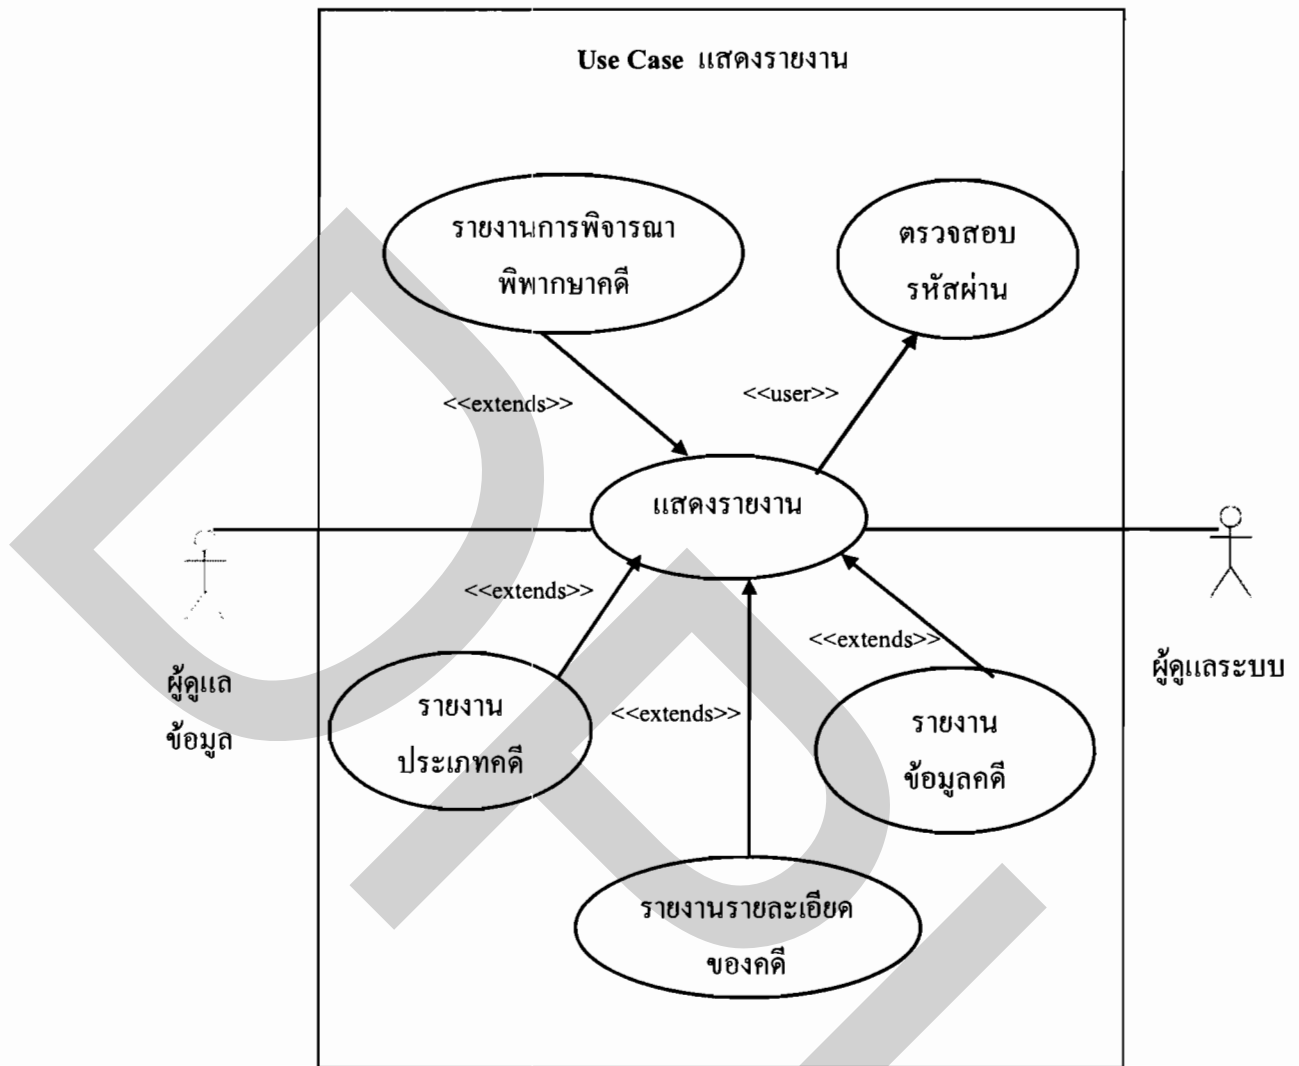 Use Case แสดงรายงาน
รายงานการพิจารณา
พิพากษาคดี
ตรวจสอบ
รหัสผ่าน
<<extends>>
<<user>>
แสดงรายงาน
<<extends>>
<<extends>>
<<extends>>
ผู้ดูแล
ข้อมูล
ผู้ดูแลระบบ
รายงาน
ประเภทคดี
รายงาน
ข้อมูลคดี
รายงานรายละเอียด
ของคดี